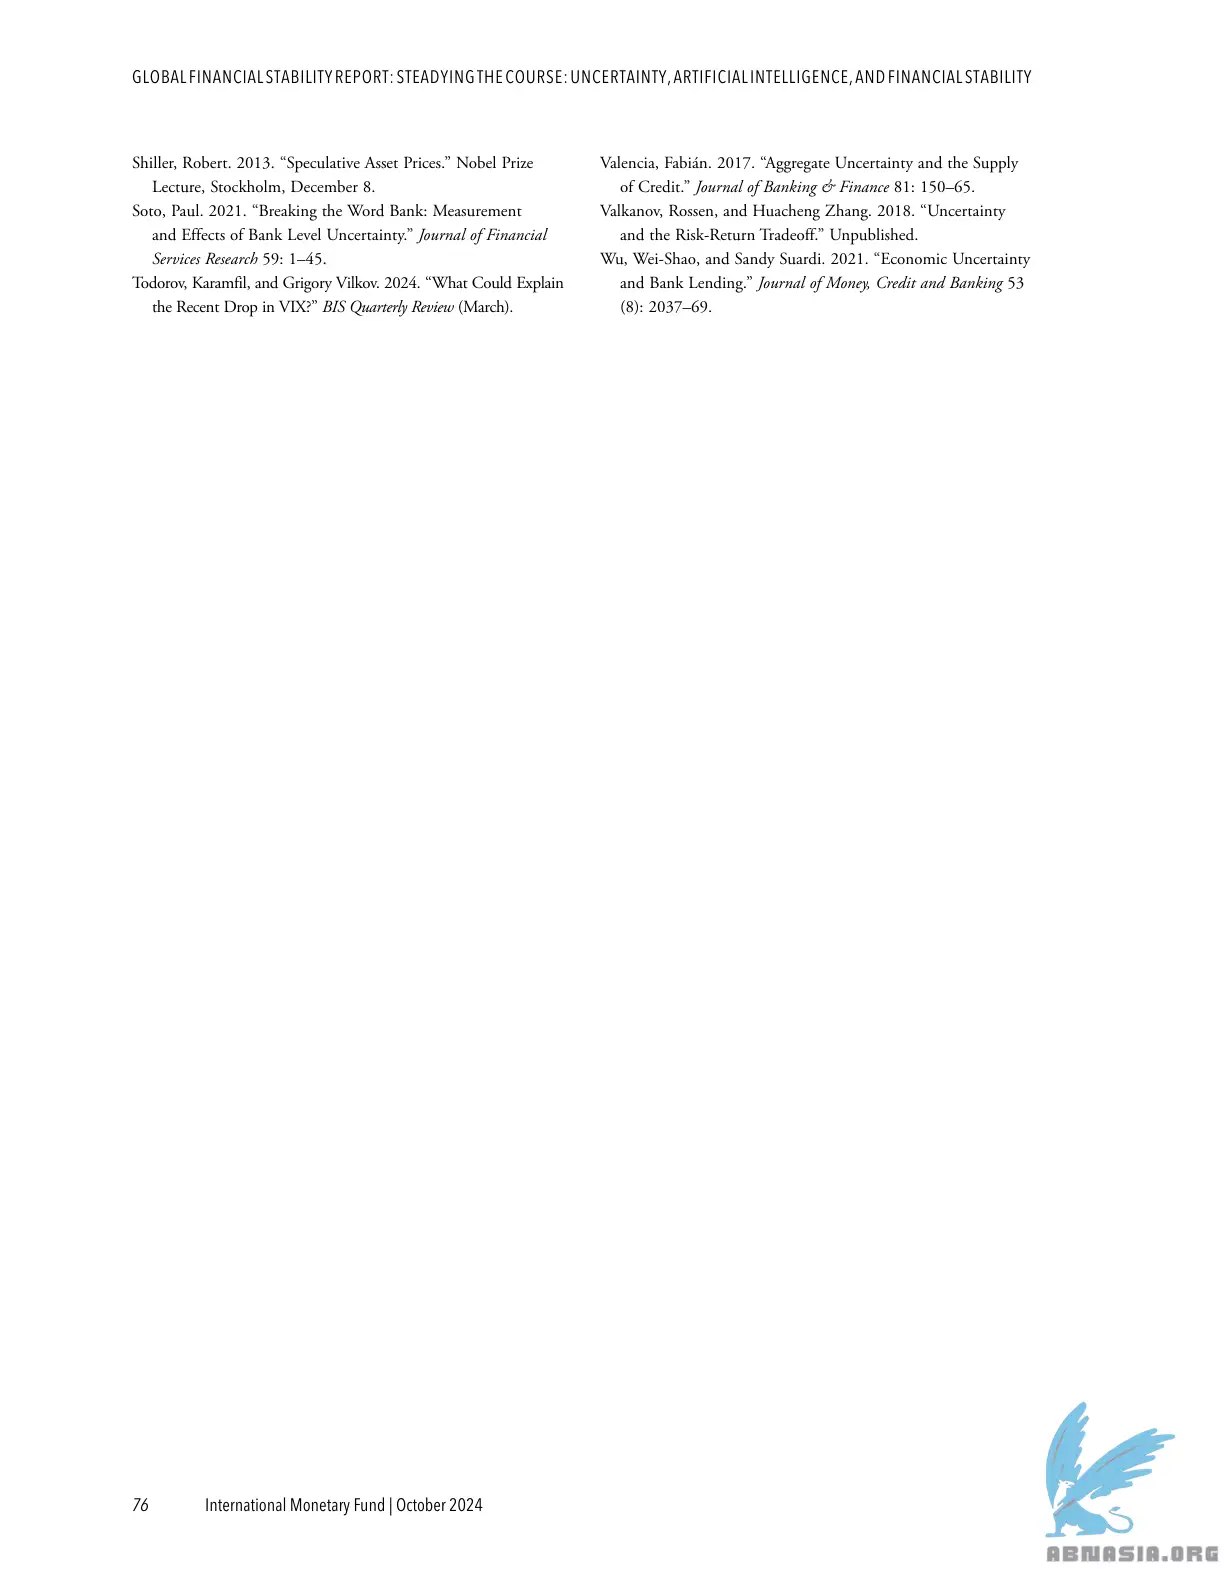 GLOBAL FINANCIAL STABILITY REPORT: STEADYING THE COURSE: UNCERTAINTY, ARTIFICIAL INTELLIGENCE, AND FINANCIAL STABILITY
Shiller, Robert. 2013. “Speculative Asset Prices.” Nobel Prize
Lecture, Stockholm, December 8.
Soto, Paul. 2021. “Breaking the Word Bank: Measurement
and Effects of Bank Level Uncertainty.” Journal of Financial
Services Research 59: 1–45.
Todorov, Karamfil, and Grigory Vilkov. 2024. “What Could Explain
the Recent Drop in VIX?” BIS Quarterly Review (March).
Valencia, Fabián. 2017. “Aggregate Uncertainty and the Supply
of Credit.” Journal of Banking & Finance 81: 150–65.
Valkanov, Rossen, and Huacheng Zhang. 2018. “Uncertainty
and the Risk-Return Tradeoff.” Unpublished.
Wu, Wei-Shao, and Sandy Suardi. 2021. “Economic Uncertainty
and Bank Lending.” Journal of Money, Credit and Banking 53
(8): 2037–69.
76 International Monetary Fund | October 2024
ABNASIA.ORG